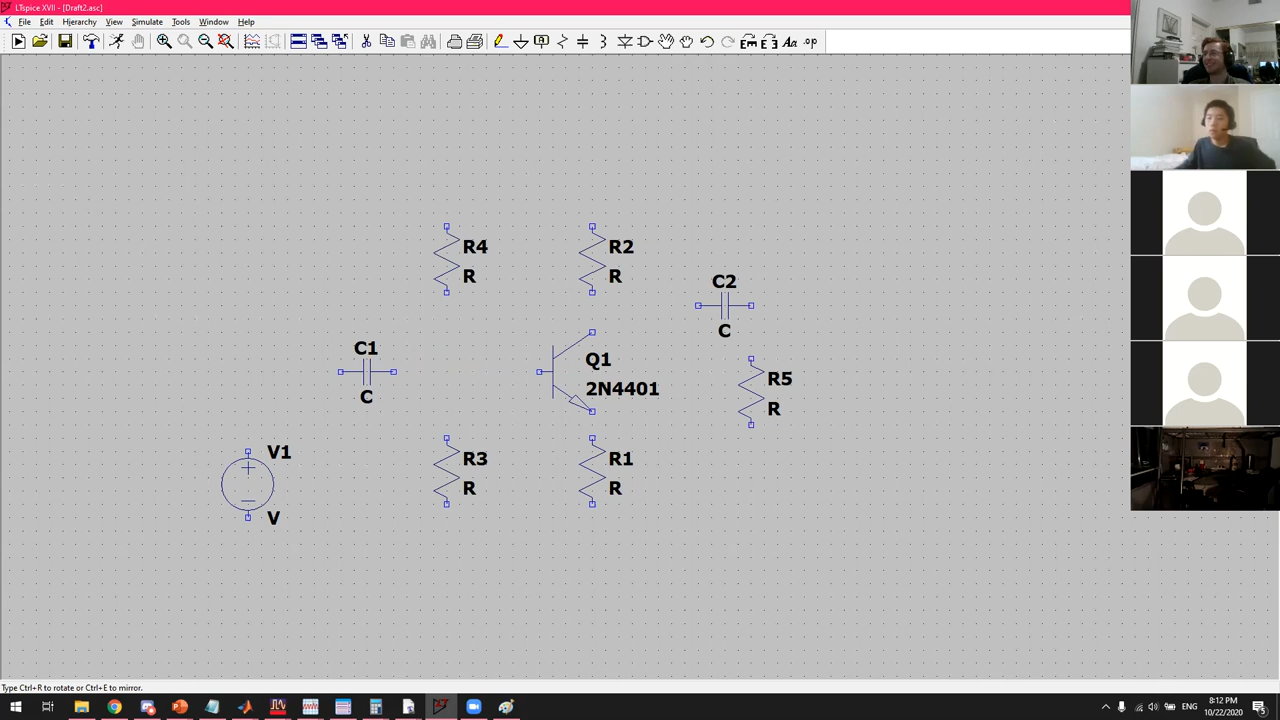 LTspice XVII - [Draft2.asc]
File Edit Hierarchy View Simulate Tools Window Help
.op
R4
R
R2
R
C2
C
C1
C
Q1
2N4401
R5
R
V1
V
R3
R
R1
R
Type Ctrl+R to rotate or Ctrl+E to mirror.
ENG
8:12 PM
10/22/2020